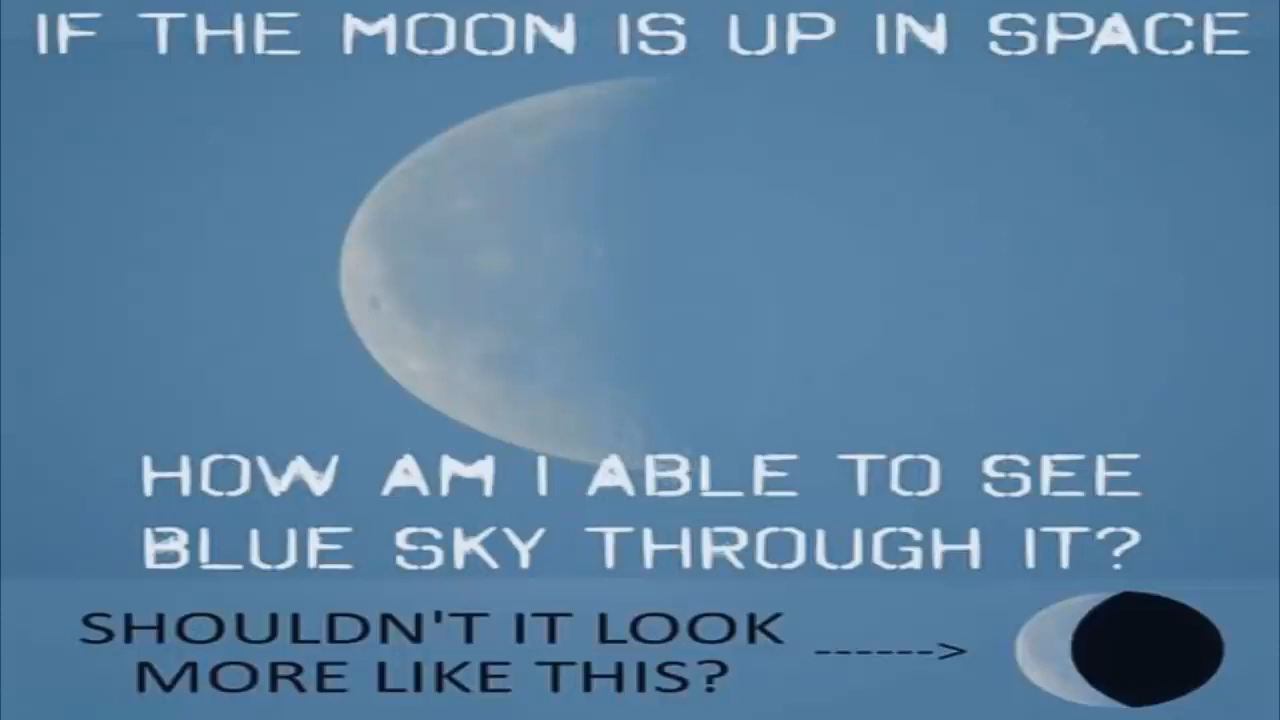 IF THE MOON IS UP IN SPACE
HOW AM I ABLE TO SEE
BLUE SKY THROUGH IT?
SHOULDN'T IT LOOK
MORE LIKE THIS?